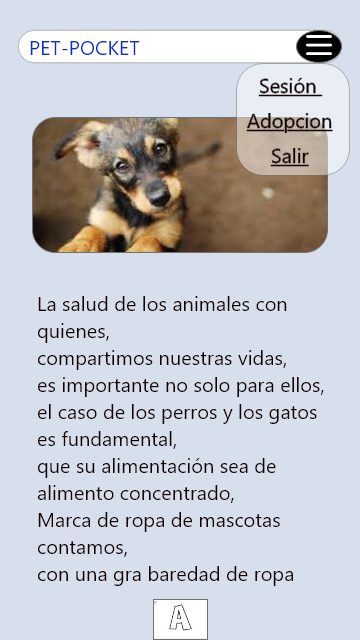 PET-POCKET
Sesión
Adopcion
Salir
La salud de los animales con
quienes,
compartimos nuestras vidas,
es importante no solo para ellos,
el caso de los perros y los gatos
es fundamental,
que su alimentación sea de
alimento concentrado,
Marca de ropa de mascotas
contamos,
con una gra baredad de ropa
A